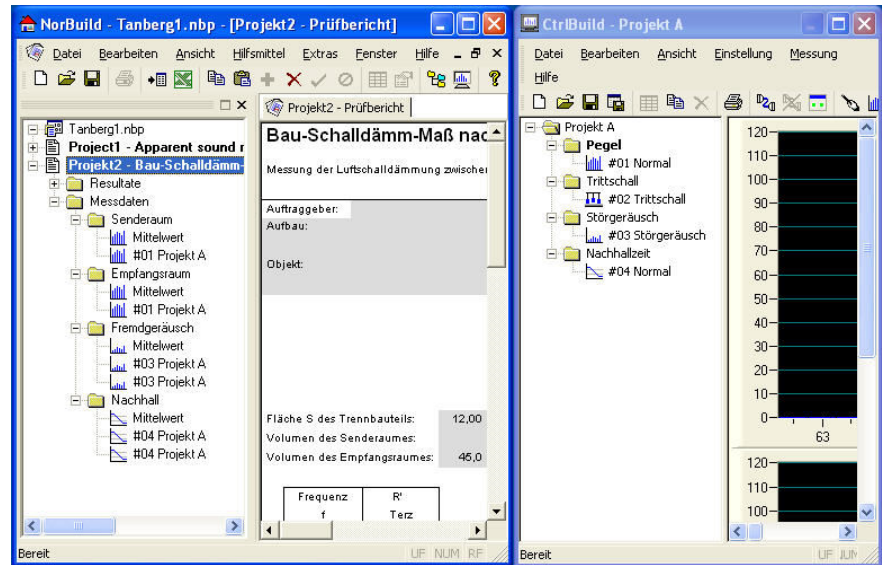 NorBuild - Tanberg1.nbp - [Projekt2 - Prüfbericht]
Datei Bearbeiten Ansicht Hilfsmittel Extras Fenster Hilfe
Projekt2 - Prüfbericht
Tanberg1.nbp
Project1 - Apparent sound r
Projekt2 - Bau-Schalldämm-
Resultate
Messdaten
Senderaum
Mittelwert
#01 Projekt A
Empfangsraum
Mittelwert
#01 Projekt A
Fremdgeräusch
Mittelwert
#03 Projekt A
#03 Projekt A
Nachhall
Mittelwert
#04 Projekt A
#04 Projekt A
Bau-Schalldämm-Maß nac
Messung der Luftschalldämmung zwischen
Auftraggeber:
Aufbau:
Objekt:
Fläche S des Trennbauteils: 12,00
Volumen des Senderaumes:
Volumen des Empfangsraumes: 45,0
Frequenz R'
f Terz
Bereit UF NUM RF
CtrlBuild - Projekt A
Datei Bearbeiten Ansicht Einstellung Messung
Hilfe
Projekt A
Pegel
#01 Normal
Trittschall
#02 Trittschall
Störgeräusch
#03 Störgeräusch
Nachhallzeit
#04 Normal
120
110
100
90
80
70
60
50
40
30
20
10
0
63
120
110
100
Bereit UF